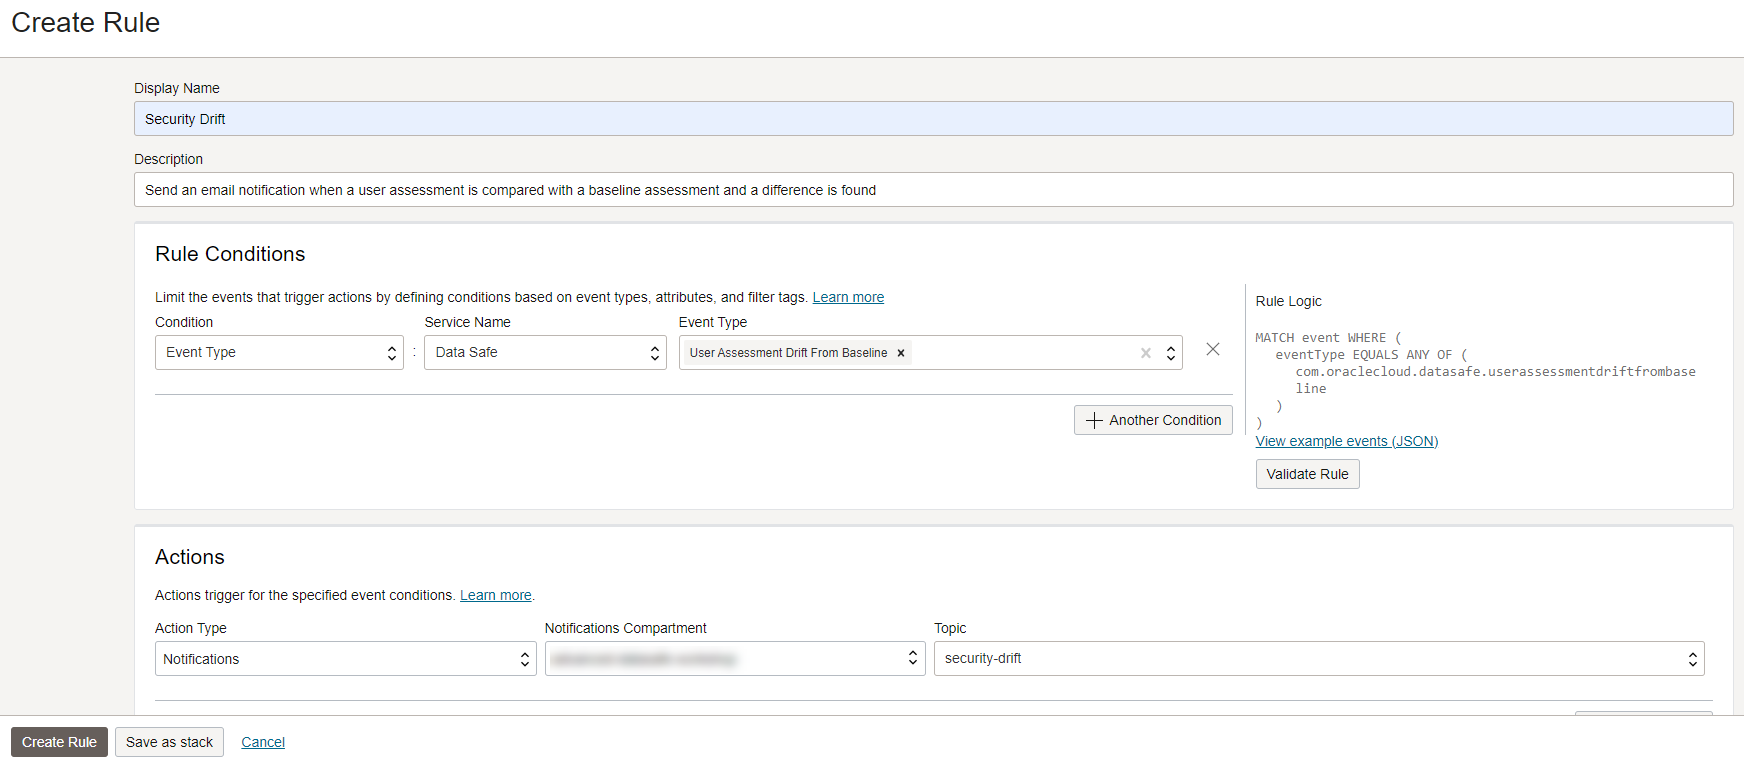 Create Rule
Display Name
Security Drift
Description
Send an email notification when a user assessment is compared with a baseline assessment and a difference is found
Rule Conditions
Limit the events that trigger actions by defining conditions based on event types, attributes, and filter tags. Learn more
Condition Service Name Event Type
Event Type : Data Safe User Assessment Drift From Baseline × ×
+ Another Condition
Rule Logic
MATCH event WHERE (
eventType EQUALS ANY OF (
com.oraclecloud.datasafe.userassessmentdriftfrombase
line
)
)
View example events (JSON)
Validate Rule
Actions
Actions trigger for the specified event conditions. Learn more.
Action Type Notifications Compartment Topic
Notifications security-drift
Create Rule Save as stack Cancel